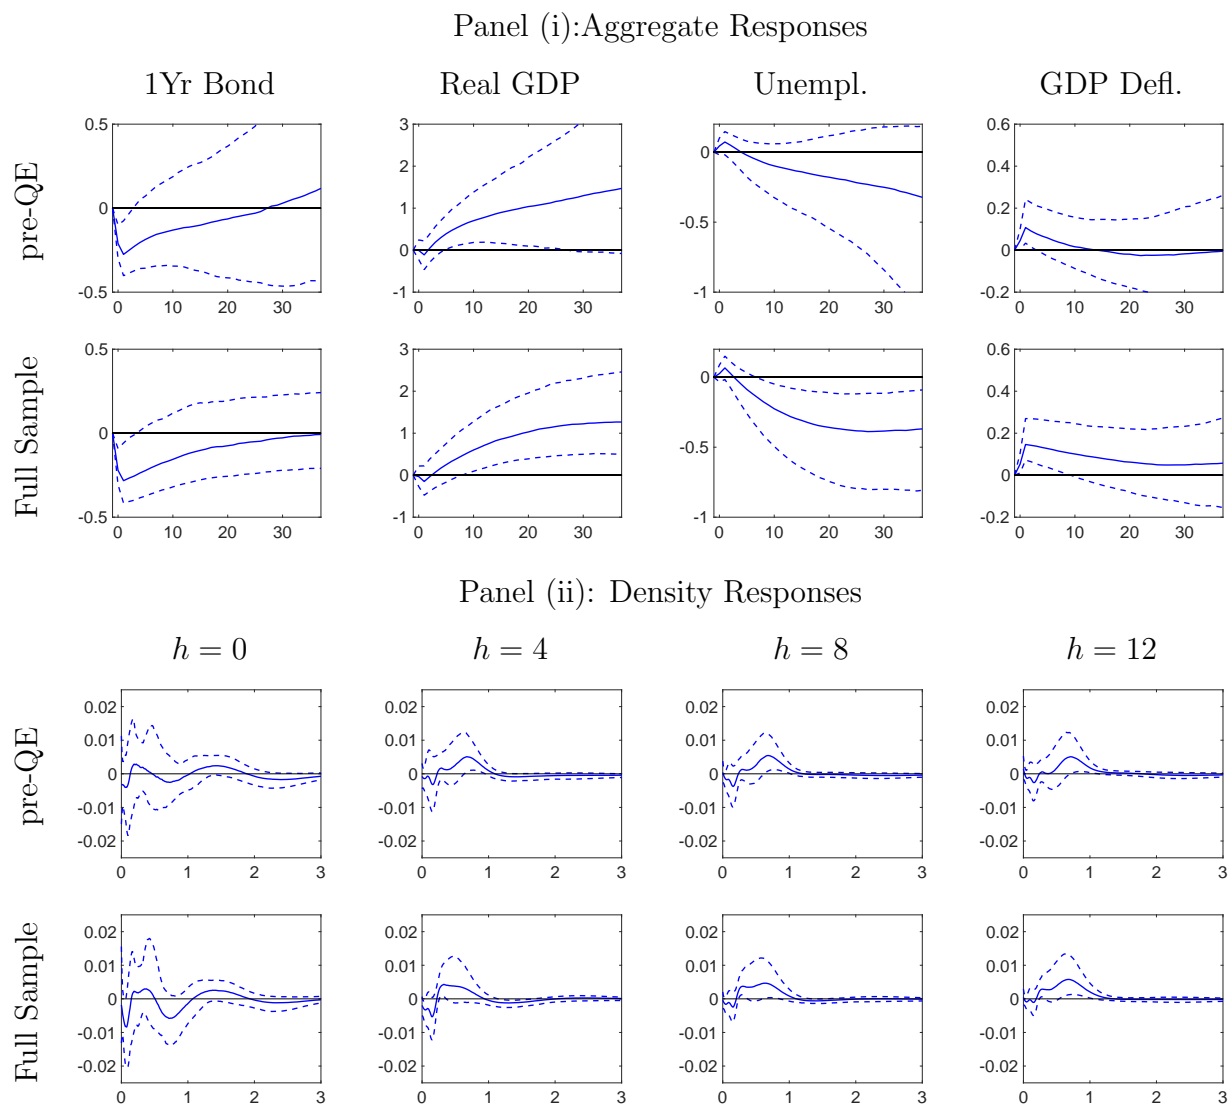 Panel (i):Aggregate Responses
1Yr Bond Real GDP Unempl. GDP Defl.
pre-QE
0.5 0 -0.5
0 10 20 30
3 2 1 0 -1
0 10 20 30
0 -0.5 -1
0 10 20 30
0.6 0.4 0.2 0 -0.2
0 10 20 30
Full Sample
0.5 0 -0.5
0 10 20 30
3 2 1 0 -1
0 10 20 30
0 -0.5 -1
0 10 20 30
0.6 0.4 0.2 0 -0.2
0 10 20 30
Panel (ii): Density Responses
h = 0 h = 4 h = 8 h = 12
pre-QE
0.02 0.01 0 -0.01 -0.02
0 1 2 3
0.02 0.01 0 -0.01 -0.02
0 1 2 3
0.02 0.01 0 -0.01 -0.02
0 1 2 3
0.02 0.01 0 -0.01 -0.02
0 1 2 3
Full Sample
0.02 0.01 0 -0.01 -0.02
0 1 2 3
0.02 0.01 0 -0.01 -0.02
0 1 2 3
0.02 0.01 0 -0.01 -0.02
0 1 2 3
0.02 0.01 0 -0.01 -0.02
0 1 2 3